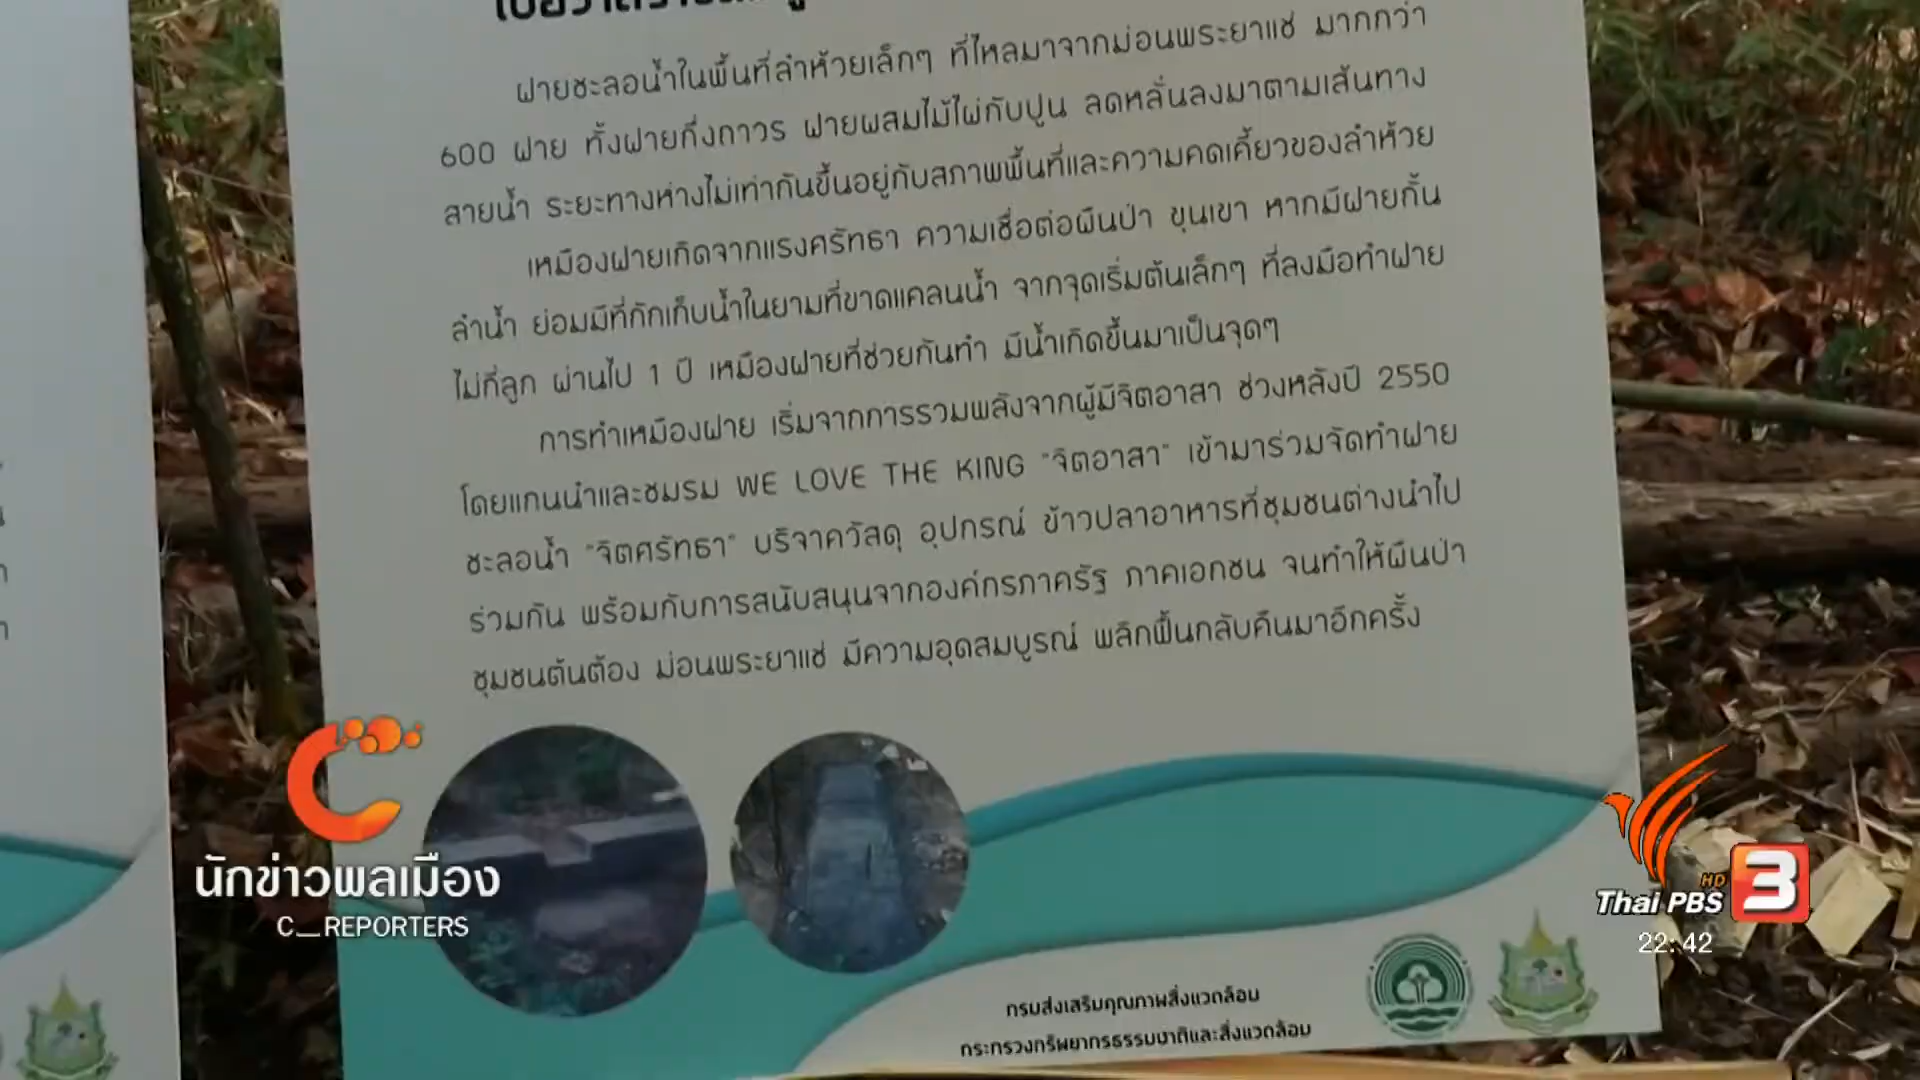 ฝายชะลอน้ำในพื้นที่ลำห้วยเล็กๆ ที่ไหลมาจากม่อนพระยาแช่ มากกว่า
600 ฝาย ทั้งฝายกึ่งถาวร ฝายผสมไม้ไผ่กับปูน ลดหลั่นลงมาตามเส้นทาง
สายน้ำ ระยะทางห่างไม่เท่ากันขึ้นอยู่กับสภาพพื้นที่และความคดเคี้ยวของลำห้วย
เหมืองฝายเกิดจากแรงศรัทธา ความเชื่อต่อผืนป่า ขุนเขา หากมีฝายกั้น
ลำน้ำ ย่อมมีที่กักเก็บน้ำในยามที่ขาดแคลนน้ำ จากจุดเริ่มต้นเล็กๆ ที่ลงมือทำฝาย
ไม่กี่ลูก ผ่านไป 1 ปี เหมืองฝายที่ช่วยกันทำ มีน้ำเกิดขึ้นมาเป็นจุดๆ
การทำเหมืองฝาย เริ่มจากการรวมพลังจากผู้มีจิตอาสา ช่วงหลังปี 2550
โดยแกนนำและชมรม WE LOVE THE KING "จิตอาสา" เข้ามาร่วมจัดทำฝาย
ชะลอน้ำ "จิตศรัทธา" บริจาควัสดุ อุปกรณ์ ข้าวปลาอาหารที่ชุมชนต่างนำไป
ร่วมกัน พร้อมกับการสนับสนุนจากองค์กรภาครัฐ ภาคเอกชน จนทำให้ผืนป่า
ชุมชนต้นต้อง ม่อนพระยาแช่ มีความอุดสมบูรณ์ พลิกฟื้นกลับคืนมาอีกครั้ง
นักข่าวพลเมือง
C_REPORTERS
Thai PBS HD 3
22:42
กรมส่งเสริมคุณภาพสิ่งแวดล้อม
กระทรวงทรัพยากรธรรมชาติและสิ่งแวดล้อม